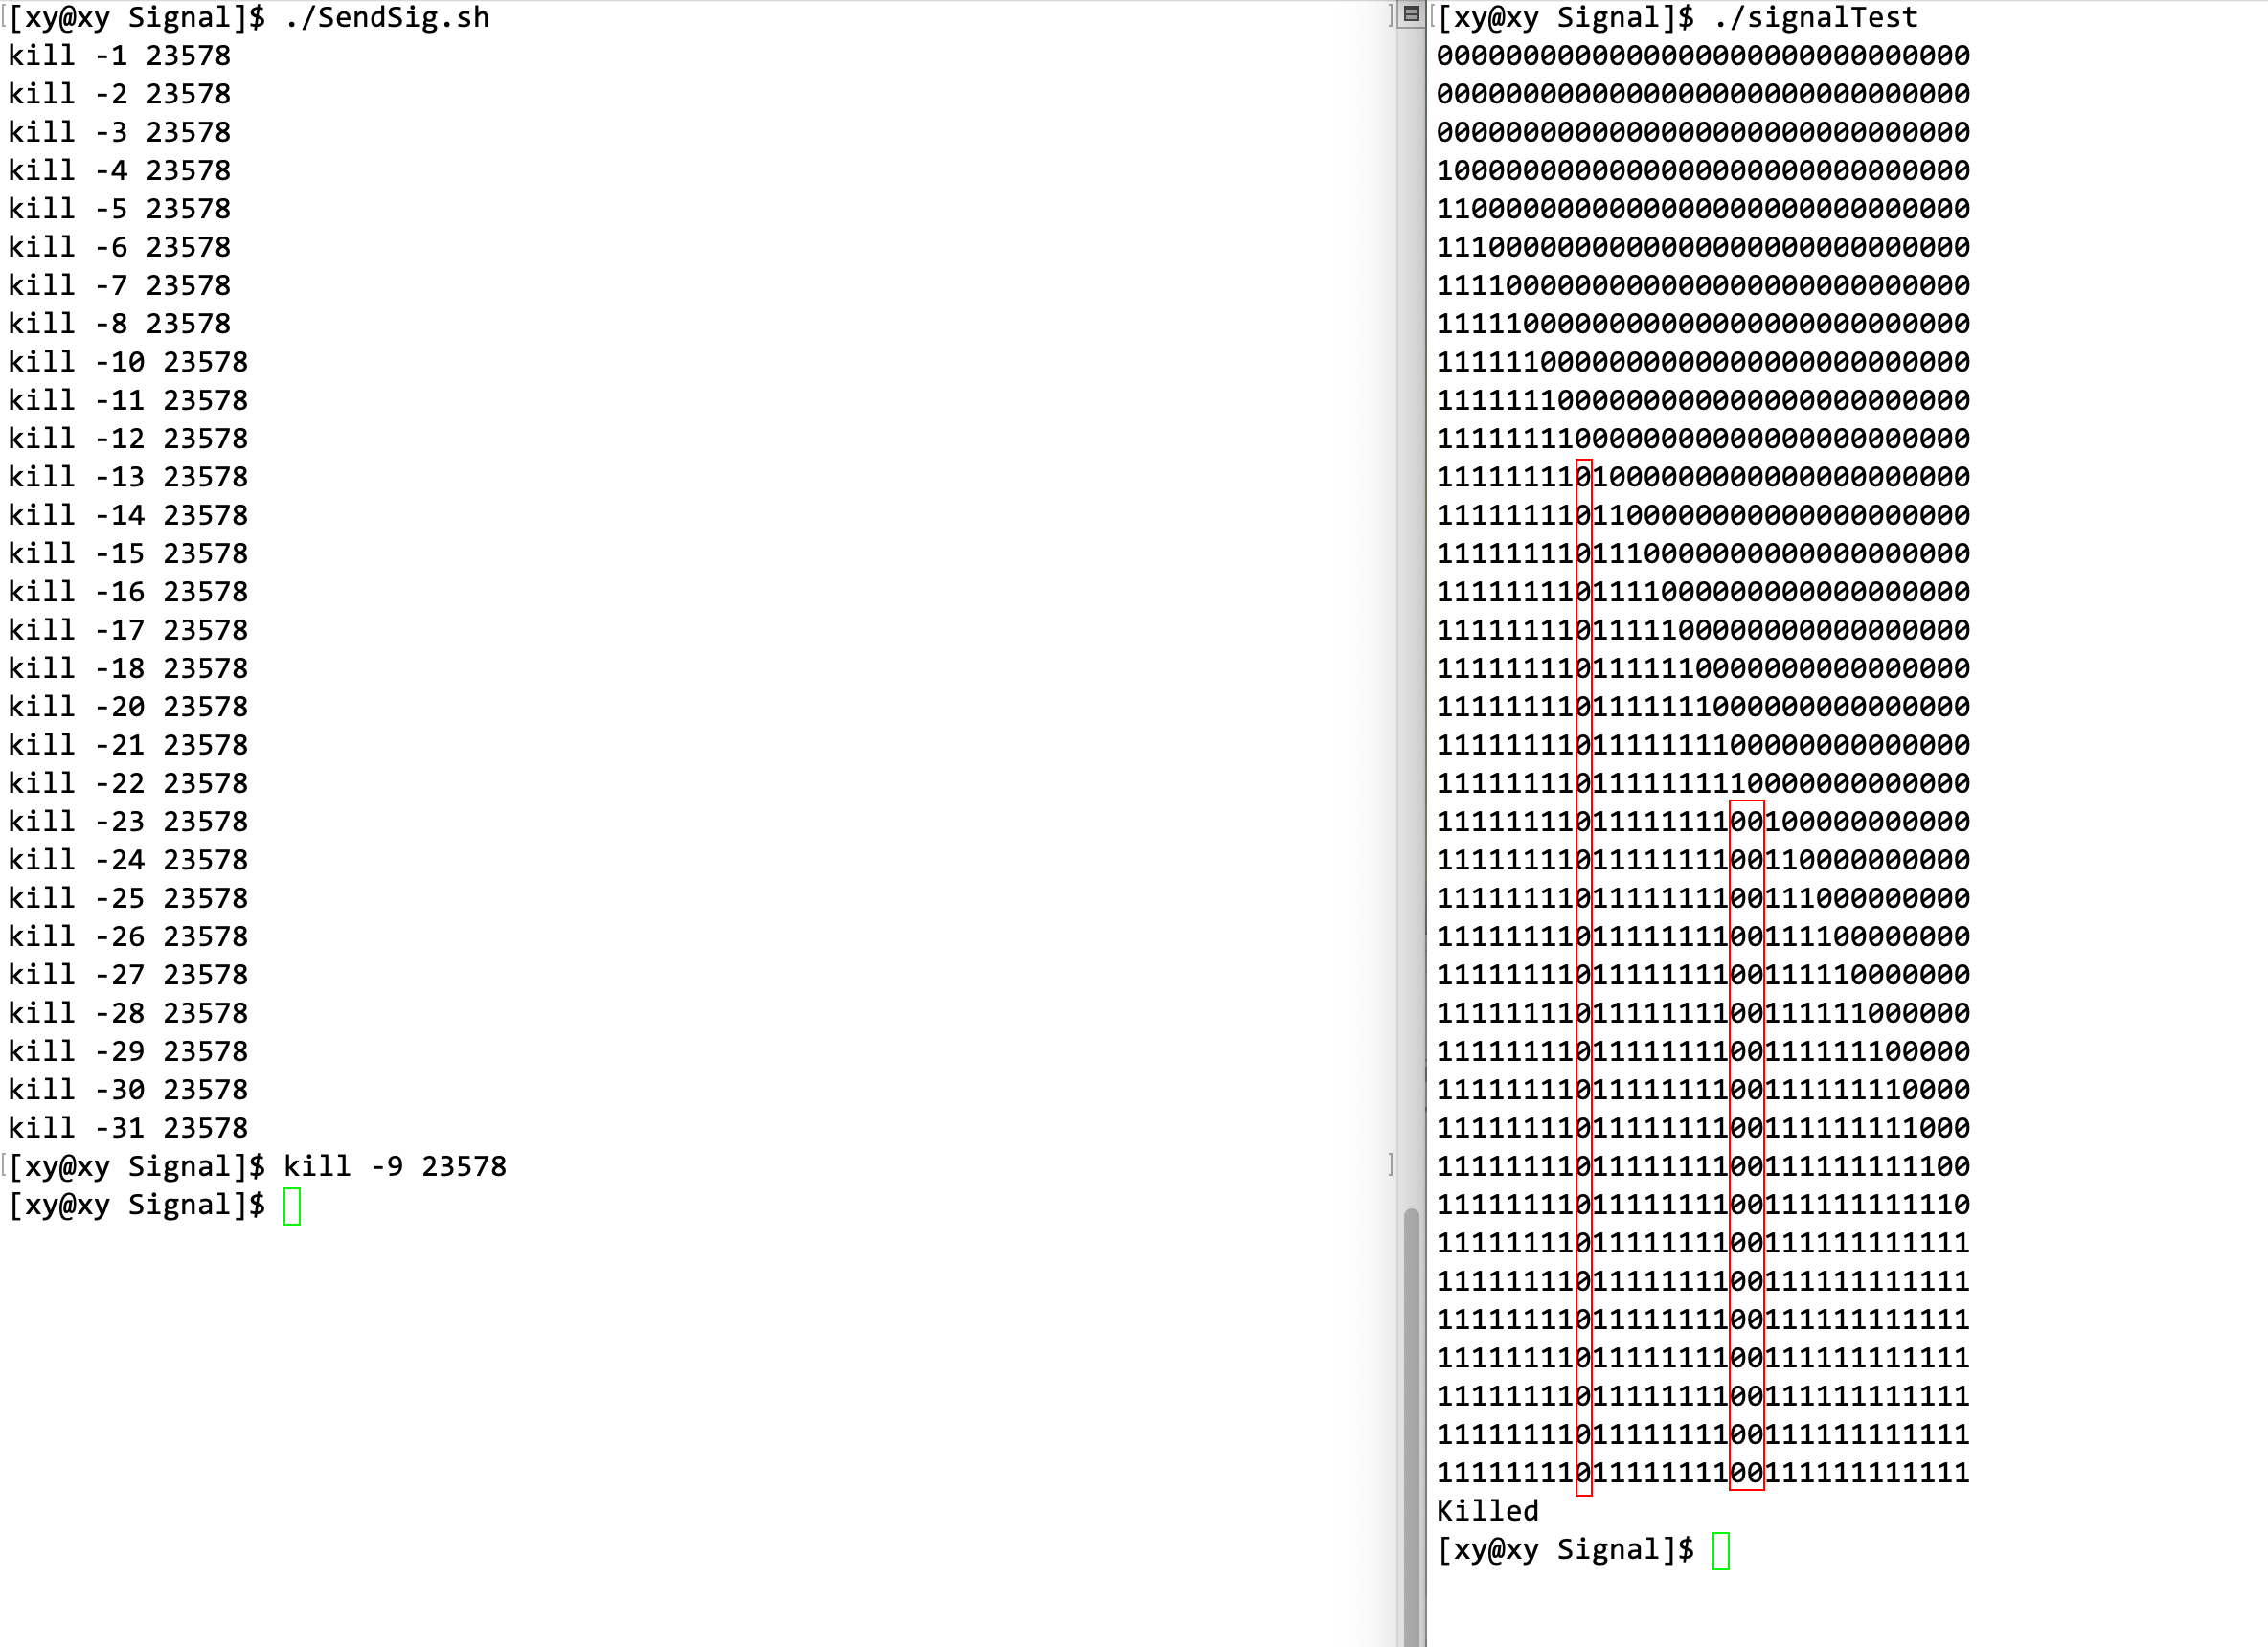 [xy@xy Signal]$ ./SendSig.sh
kill -1 23578
kill -2 23578
kill -3 23578
kill -4 23578
kill -5 23578
kill -6 23578
kill -7 23578
kill -8 23578
kill -10 23578
kill -11 23578
kill -12 23578
kill -13 23578
kill -14 23578
kill -15 23578
kill -16 23578
kill -17 23578
kill -18 23578
kill -20 23578
kill -21 23578
kill -22 23578
kill -23 23578
kill -24 23578
kill -25 23578
kill -26 23578
kill -27 23578
kill -28 23578
kill -29 23578
kill -30 23578
kill -31 23578
[xy@xy Signal]$ kill -9 23578
[xy@xy Signal]$
[xy@xy Signal]$ ./signalTest
0000000000000000000000000000000
0000000000000000000000000000000
0000000000000000000000000000000
1000000000000000000000000000000
1100000000000000000000000000000
1110000000000000000000000000000
1111000000000000000000000000000
1111100000000000000000000000000
1111110000000000000000000000000
1111111000000000000000000000000
1111111100000000000000000000000
1111111101000000000000000000000
1111111101100000000000000000000
1111111101110000000000000000000
1111111101111000000000000000000
1111111101111100000000000000000
1111111101111110000000000000000
1111111101111111000000000000000
1111111101111111100000000000000
1111111101111111110000000000000
1111111101111111100100000000000
1111111101111111100110000000000
1111111101111111100111000000000
1111111101111111100111100000000
1111111101111111100111110000000
1111111101111111100111111000000
1111111101111111100111111100000
1111111101111111100111111110000
1111111101111111100111111111000
1111111101111111100111111111100
1111111101111111100111111111110
1111111101111111100111111111111
1111111101111111100111111111111
1111111101111111100111111111111
1111111101111111100111111111111
1111111101111111100111111111111
1111111101111111100111111111111
1111111101111111100111111111111
Killed
[xy@xy Signal]$